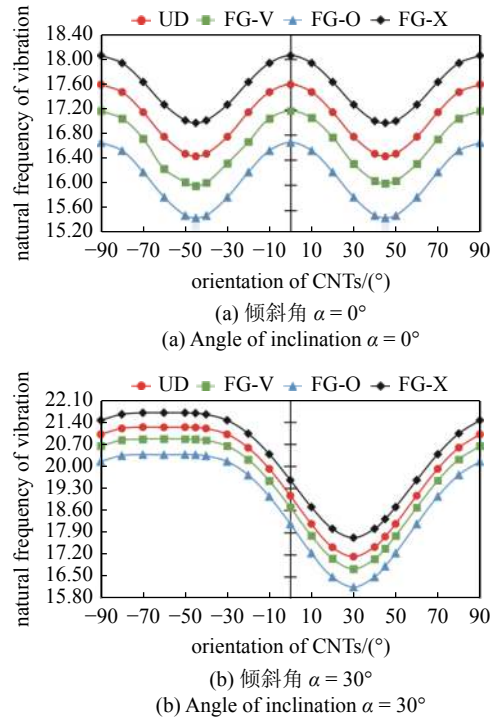 UD FG-V FG-O FG-X
natural frequency of vibration
18.40
18.00
17.60
17.20
16.80
16.40
16.00
15.60
15.20
−90 −70 −50 −30 −10 10 30 50 70 90
orientation of CNTs/(°)
(a) 倾斜角 α = 0°
(a) Angle of inclination α = 0°
UD FG-V FG-O FG-X
natural frequency of vibration
22.10
21.40
20.70
20.00
19.30
18.60
17.90
17.20
16.50
15.80
−90 −70 −50 −30 −10 10 30 50 70 90
orientation of CNTs/(°)
(b) 倾斜角 α = 30°
(b) Angle of inclination α = 30°